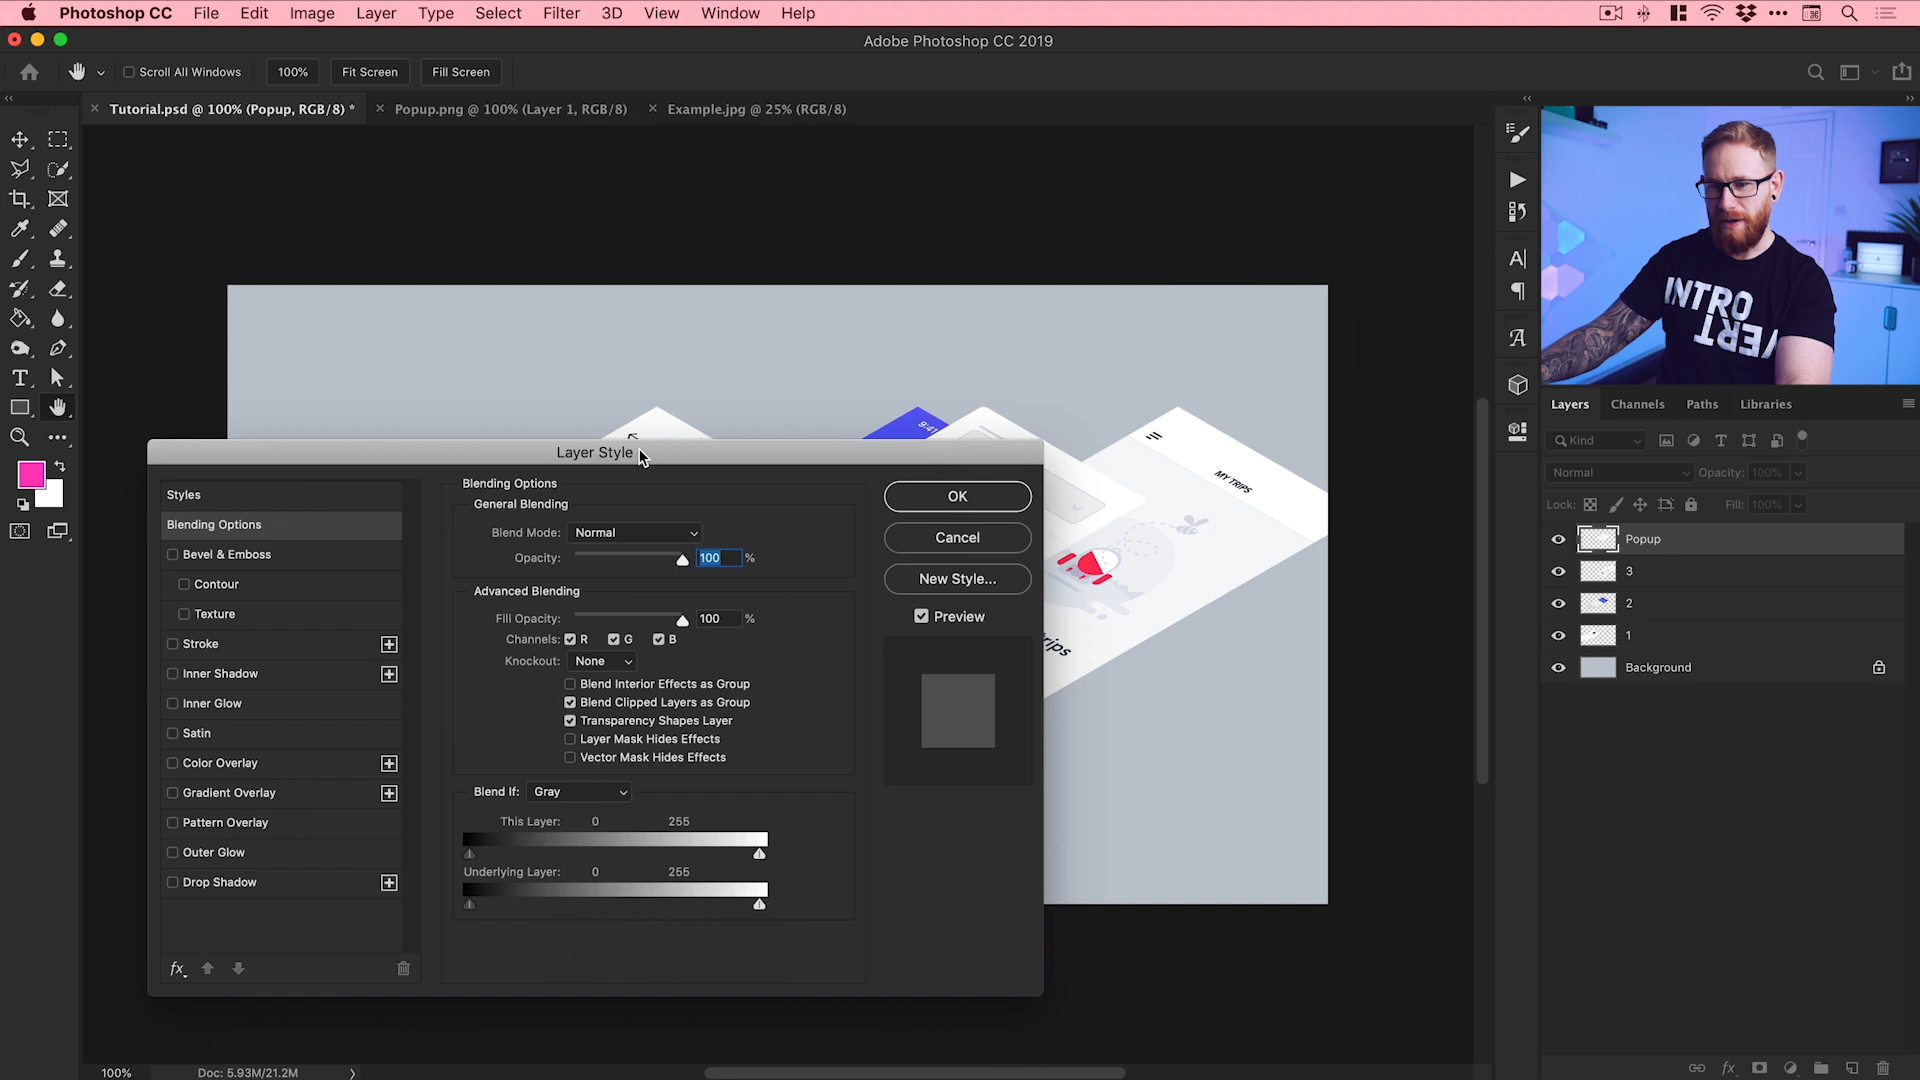 Photoshop CC File Edit Image Layer Type Select Filter 3D View Window Help
Adobe Photoshop CC 2019
Scroll All Windows 100% Fit Screen Fill Screen
Tutorial.psd @ 100% (Popup, RGB/8) * Popup.png @ 100% (Layer 1, RGB/8) Example.jpg @ 25% (RGB/8)
INTRO
VERT
Layers Channels Paths Libraries
Kind
Normal Opacity: 100%
Lock: Fill: 100%
Popup
3
2
1
Background
9:41
MY TRIPS
trips
Layer Style
Styles
Blending Options
Bevel & Emboss
Contour
Texture
Stroke
Inner Shadow
Inner Glow
Satin
Color Overlay
Gradient Overlay
Pattern Overlay
Outer Glow
Drop Shadow
fx
Blending Options
General Blending
Blend Mode: Normal
Opacity: 100 %
Advanced Blending
Fill Opacity: 100 %
Channels: R G B
Knockout: None
Blend Interior Effects as Group
Blend Clipped Layers as Group
Transparency Shapes Layer
Layer Mask Hides Effects
Vector Mask Hides Effects
Blend If: Gray
This Layer: 0 255
Underlying Layer: 0 255
OK
Cancel
New Style...
Preview
100% Doc: 5.93M/21.2M
fx